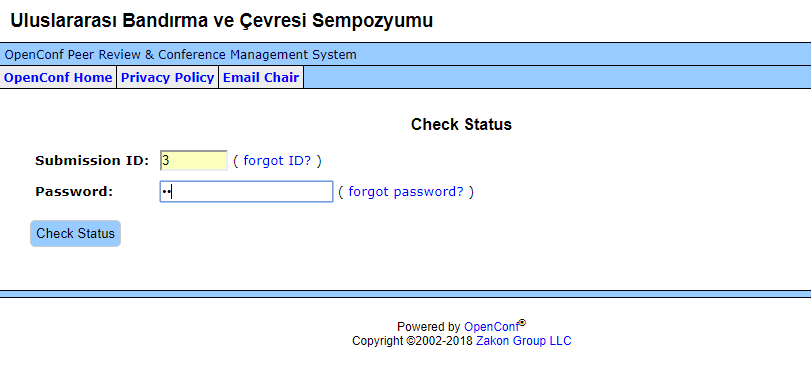 Uluslararası Bandırma ve Çevresi Sempozyumu
OpenConf Peer Review & Conference Management System
OpenConf Home Privacy Policy Email Chair
Check Status
Submission ID: 3 ( forgot ID? )
Password: •• ( forgot password? )
Check Status
Powered by OpenConf®
Copyright ©2002-2018 Zakon Group LLC